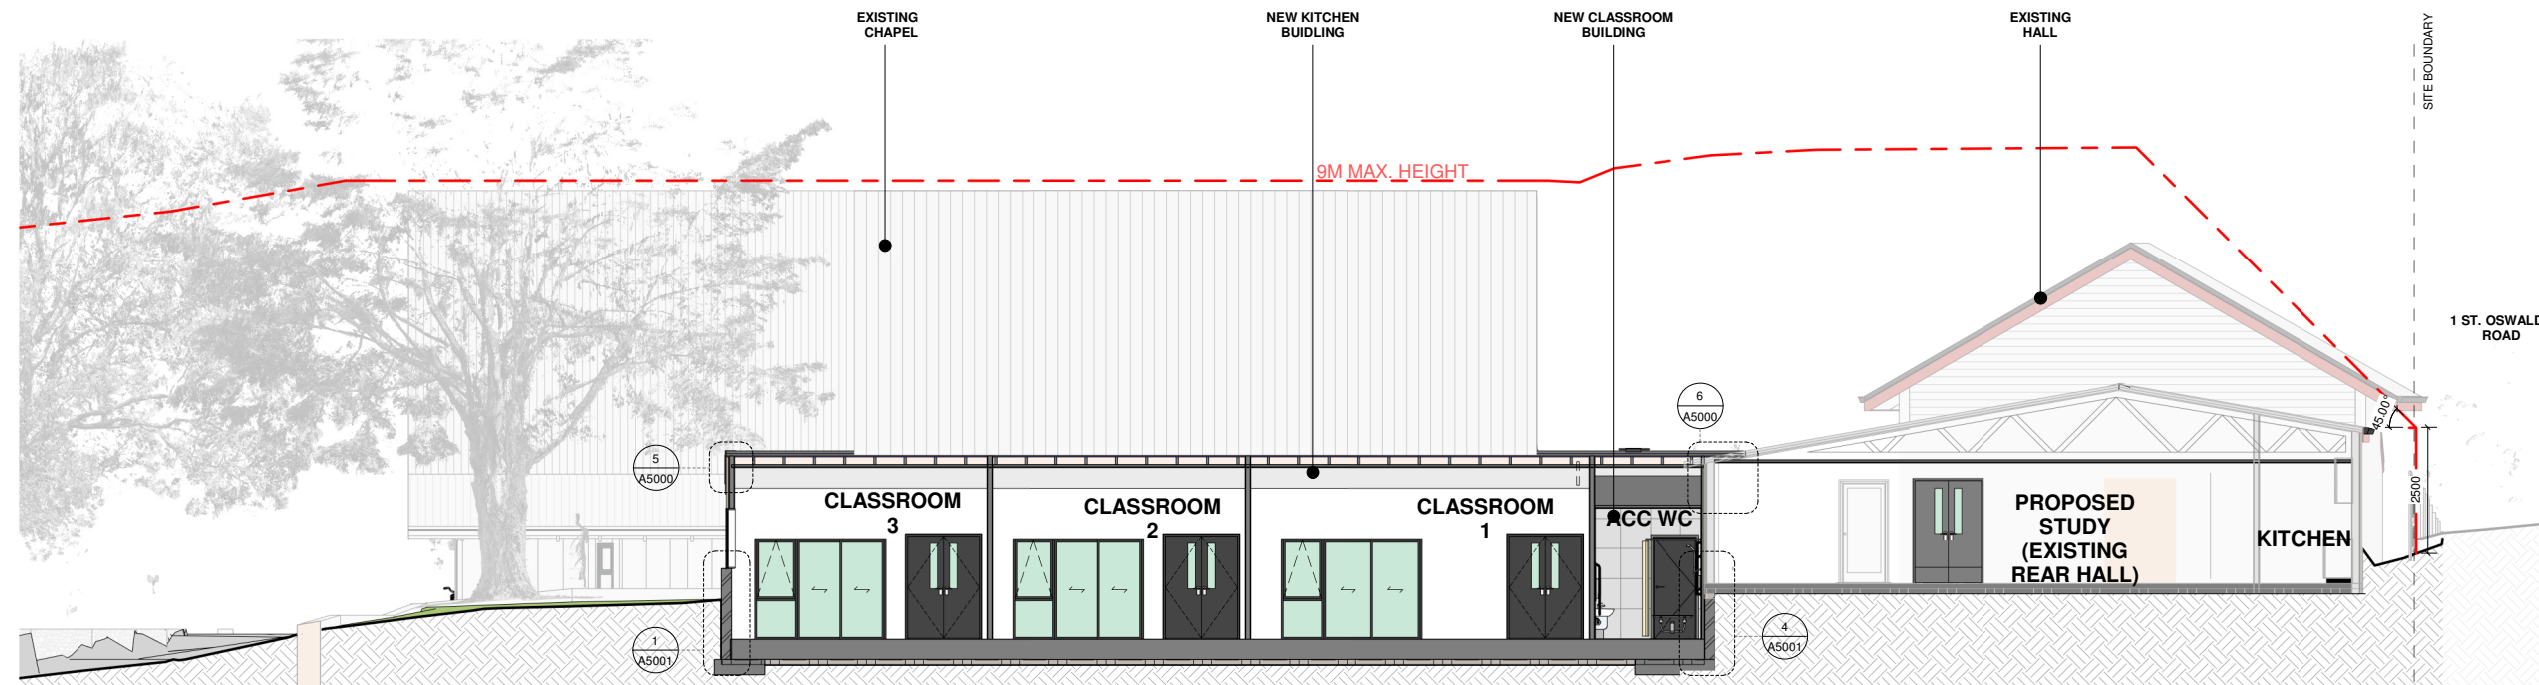 EXISTING
CHAPEL
NEW KITCHEN
BUIDLING
NEW CLASSROOM
BUILDING
EXISTING
HALL
SITE BOUNDARY
9M MAX. HEIGHT
1 ST. OSWALD
ROAD
6
A5000
45.00°
5
A5000
2500
CLASSROOM
3
CLASSROOM
2
CLASSROOM
1
ACC WC
PROPOSED
STUDY
(EXISTING
REAR HALL)
KITCHEN
1
A5001
4
A5001